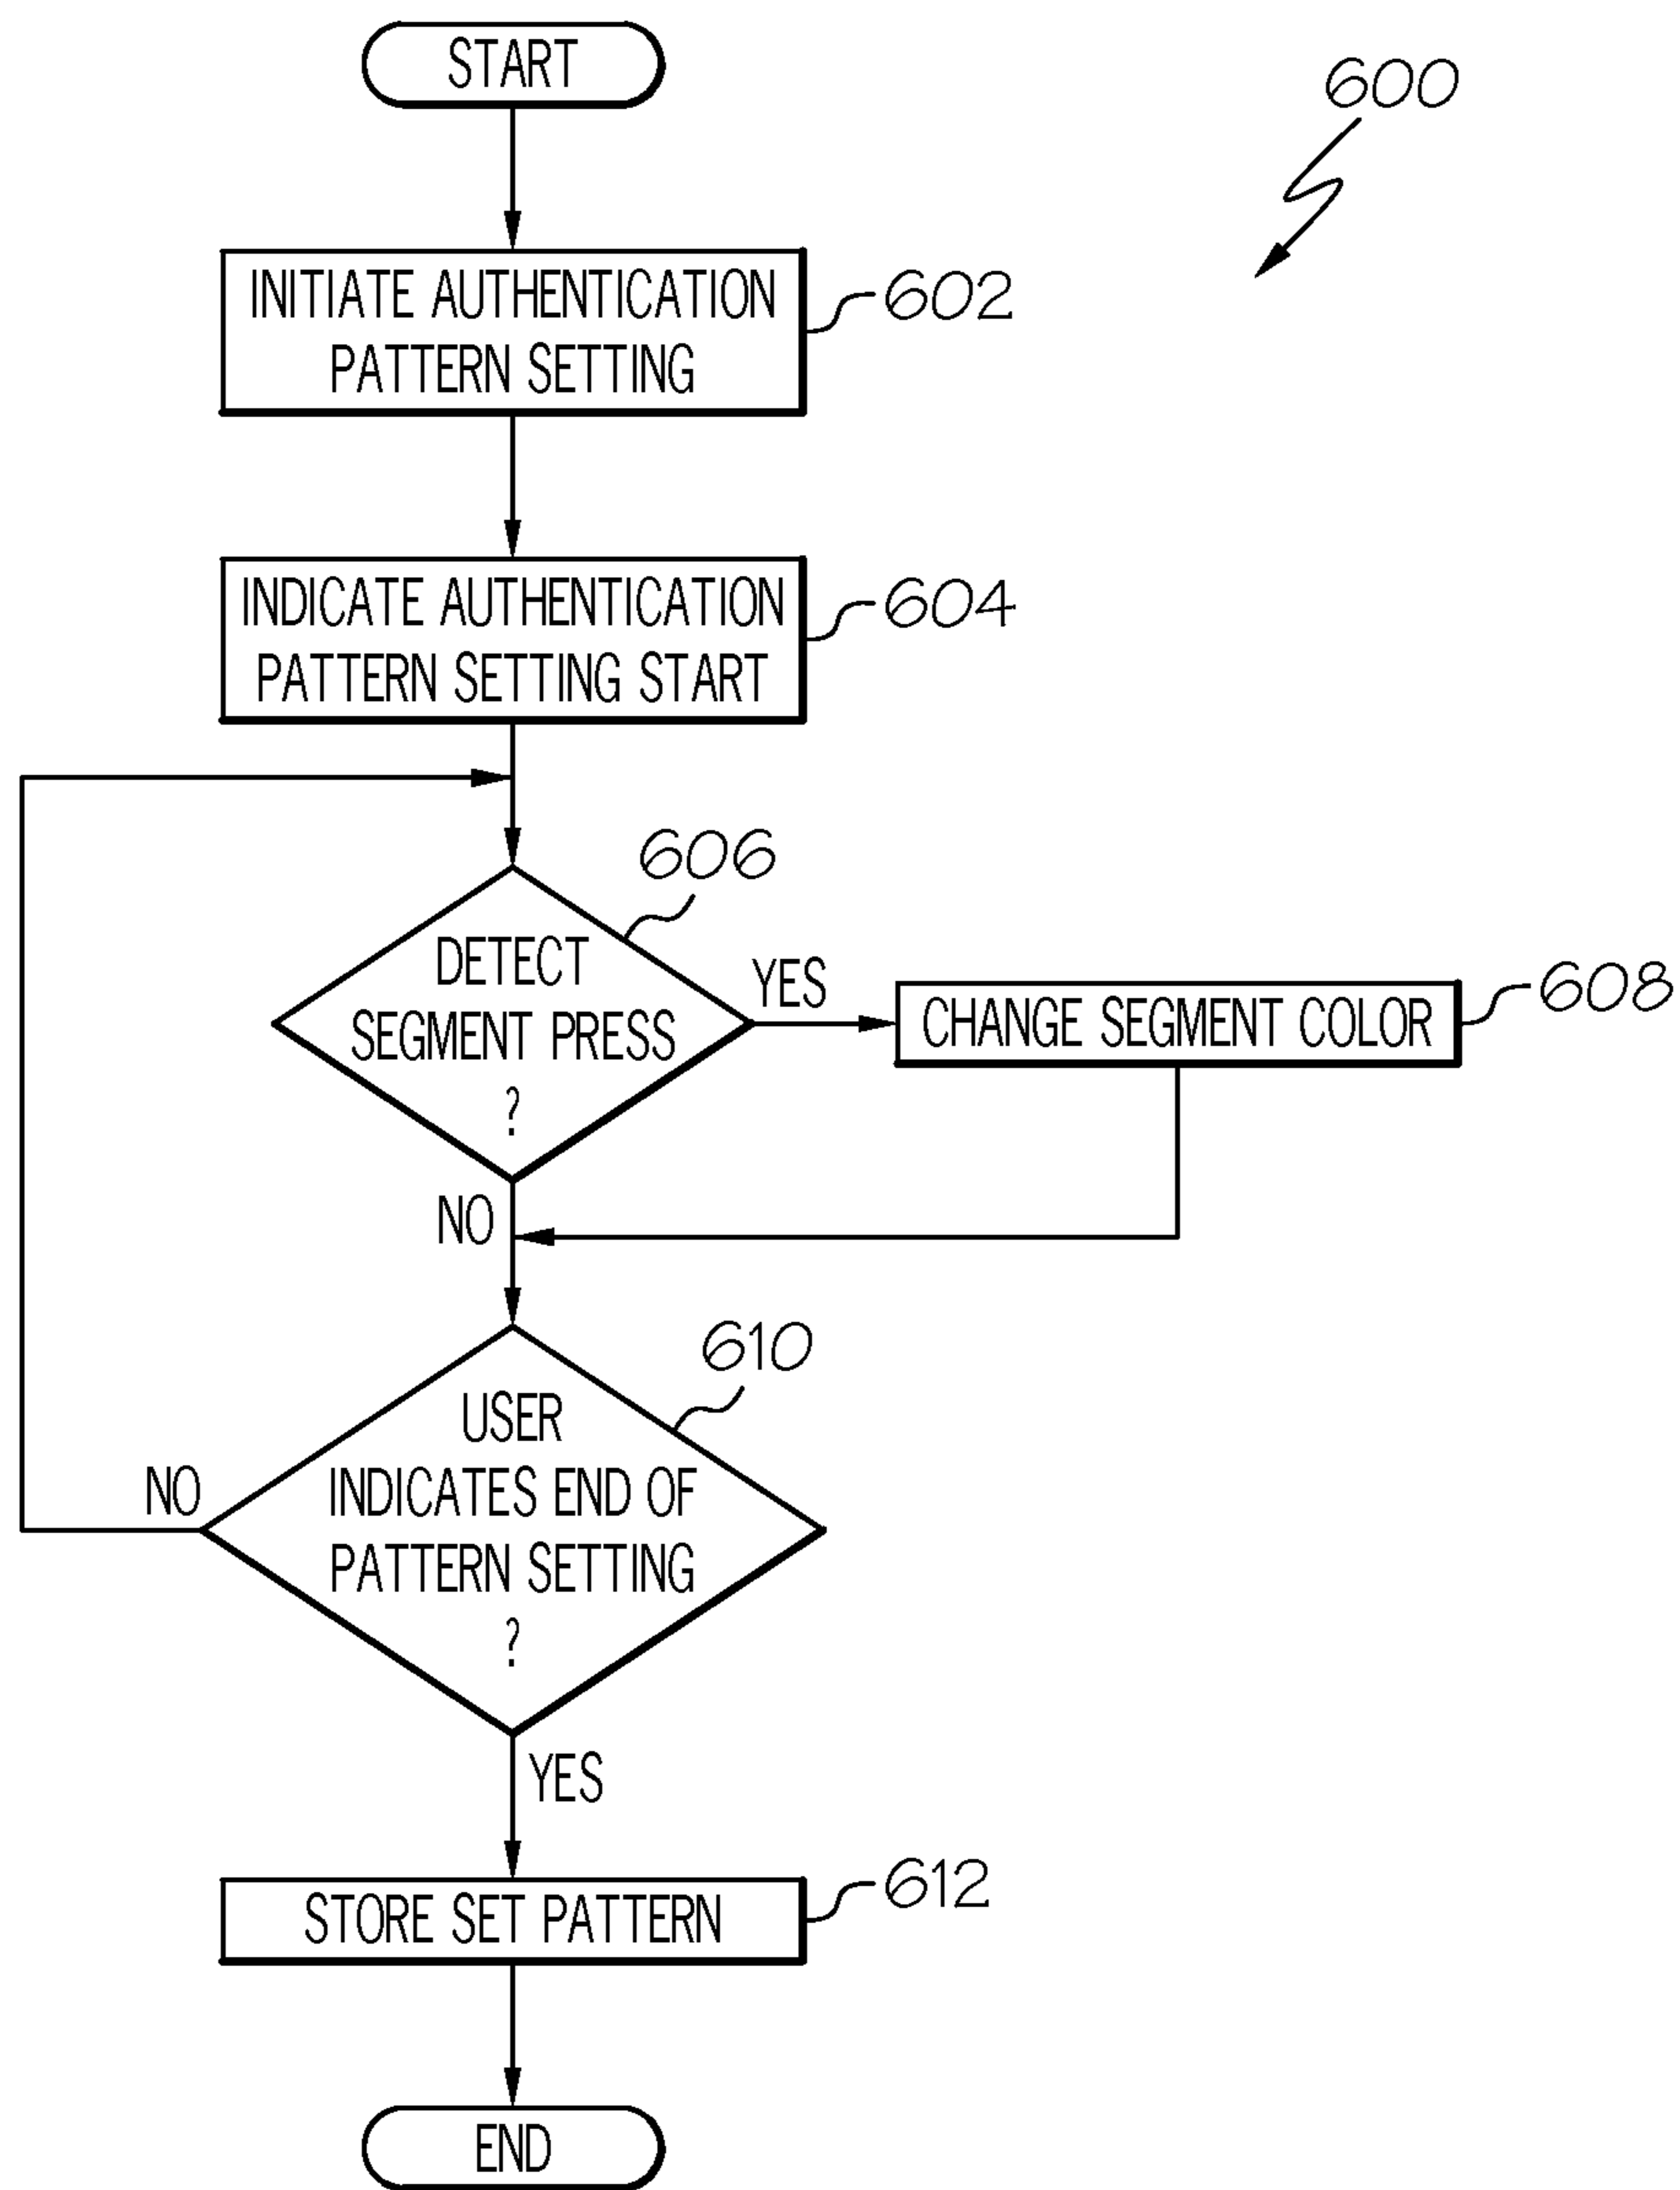 START
600
INITIATE AUTHENTICATION
PATTERN SETTING
602
INDICATE AUTHENTICATION
PATTERN SETTING START
604
606
DETECT
SEGMENT PRESS
?
YES
CHANGE SEGMENT COLOR
608
NO
610
USER
INDICATES END OF
PATTERN SETTING
?
NO
YES
STORE SET PATTERN
612
END